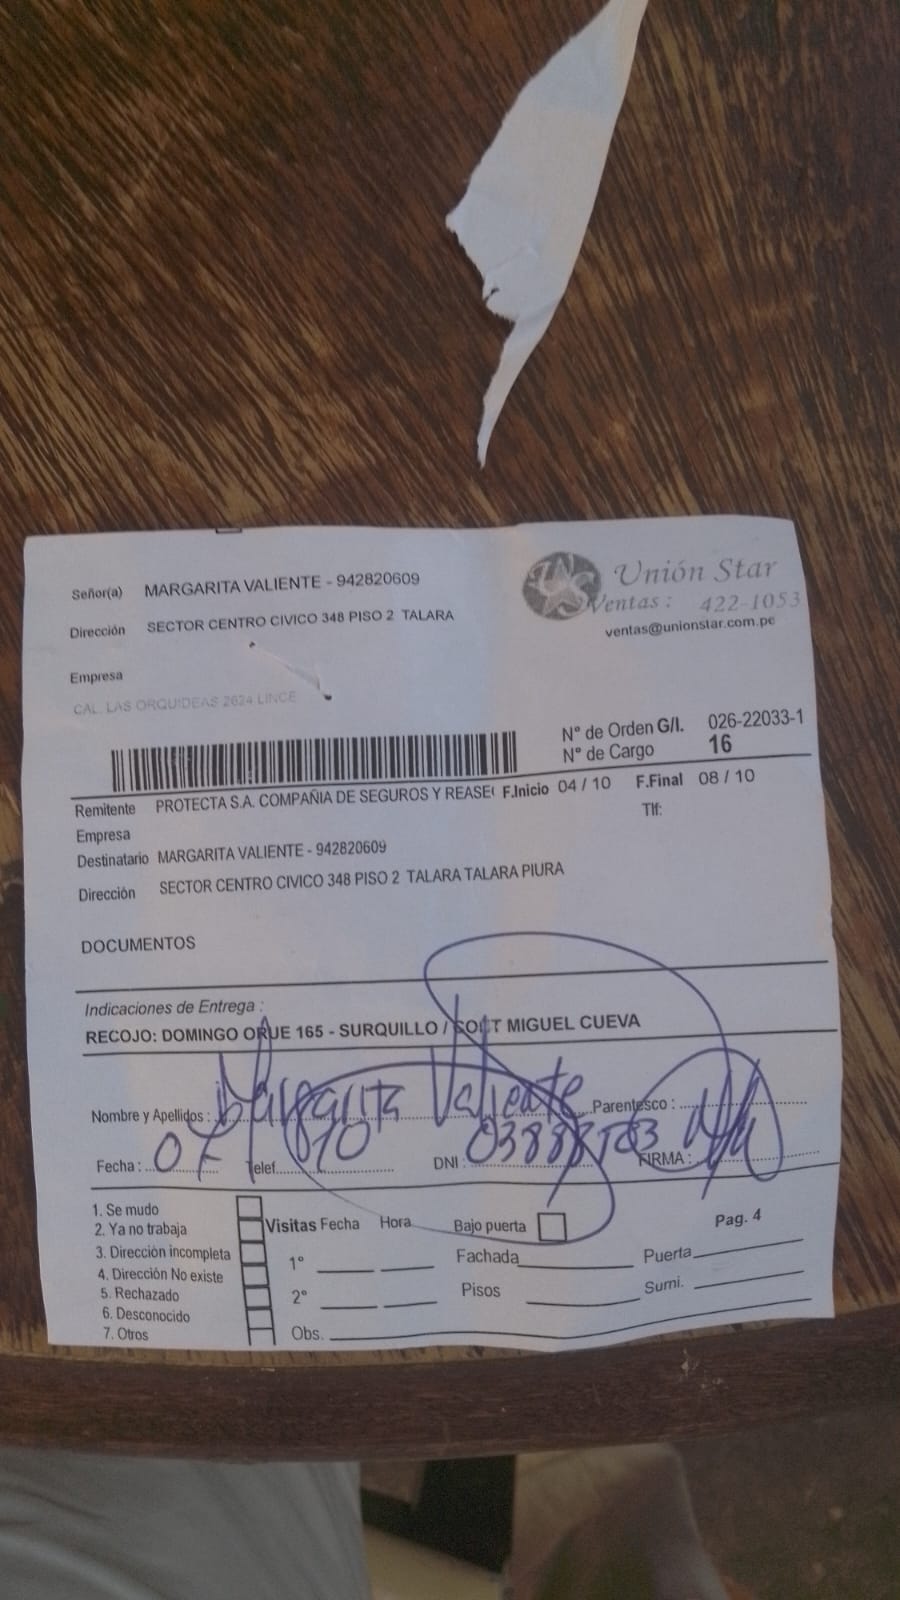 Señor(a) MARGARITA VALIENTE - 942820609
Dirección SECTOR CENTRO CIVICO 348 PISO 2 TALARA
Empresa
CAL. LAS ORQUIDEAS 2624 LINCE
Unión Star
Ventas: 422-1053
ventas@unionstar.com.pe
N° de Orden G/I. 026-22033-1
N° de Cargo 16
Remitente PROTECTA S.A. COMPAÑIA DE SEGUROS Y REASE F.Inicio 04 / 10 F.Final 08 / 10
Empresa Tlf:
Destinatario MARGARITA VALIENTE - 942820609
Dirección SECTOR CENTRO CIVICO 348 PISO 2 TALARA TALARA PIURA
DOCUMENTOS
Indicaciones de Entrega :
RECOJO: DOMINGO ORUE 165 - SURQUILLO / MIGUEL CUEVA
Nombre y Apellidos : Margarita Valiente Parentesco :
Fecha : 07/10 Telef. DNI : FIRMA :
1. Se mudo
2. Ya no trabaja
3. Dirección incompleta
4. Dirección No existe
5. Rechazado
6. Desconocido
7. Otros
Visitas Fecha Hora Bajo puerta Pag. 4
1° Fachada Puerta
2° Pisos Sumi.
Obs.